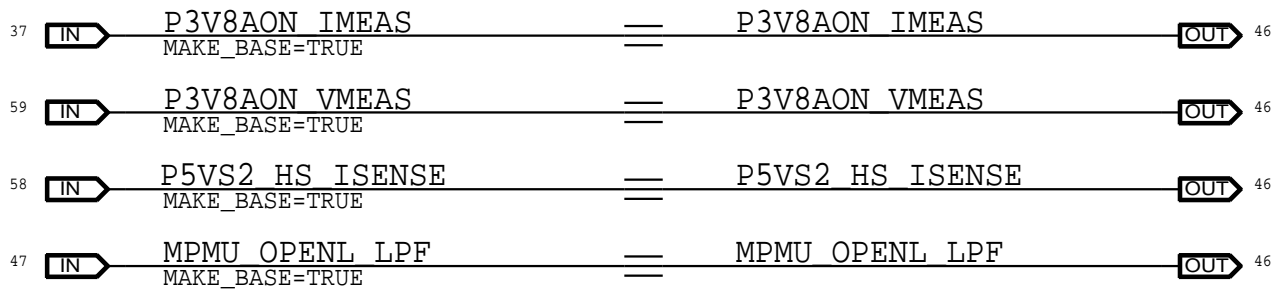 37 IN P3V8AON_IMEAS P3V8AON_IMEAS OUT 46
MAKE_BASE=TRUE
59 IN P3V8AON_VMEAS P3V8AON_VMEAS OUT 46
MAKE_BASE=TRUE
58 IN P5VS2_HS_ISENSE P5VS2_HS_ISENSE OUT 46
MAKE_BASE=TRUE
47 IN MPMU_OPENL_LPF MPMU_OPENL_LPF OUT 46
MAKE_BASE=TRUE